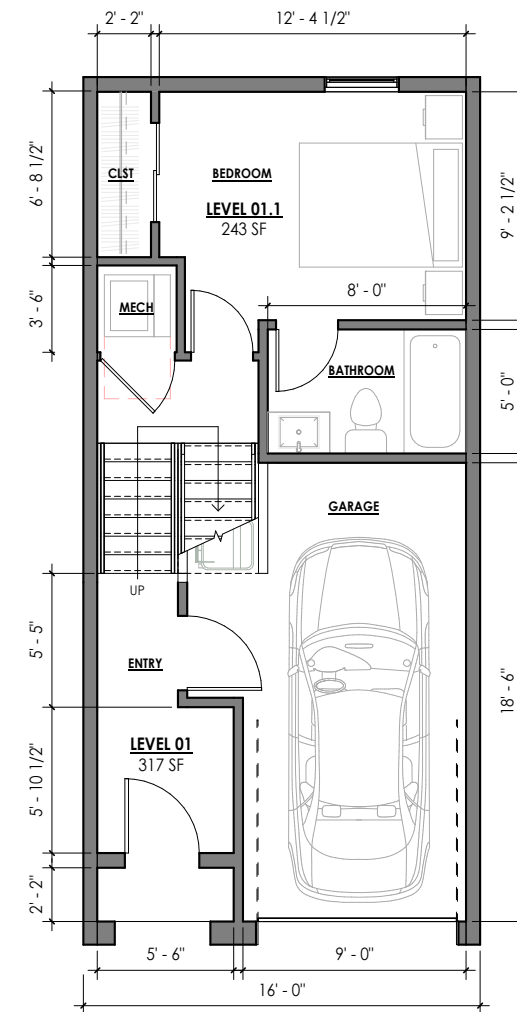 2' - 2"
12' - 4 1/2"
6' - 8 1/2"
CLST
BEDROOM
LEVEL 01.1
243 SF
9' - 2 1/2"
3' - 6"
MECH
8' - 0"
BATHROOM
5' - 0"
GARAGE
UP
5' - 5"
ENTRY
18' - 6"
LEVEL 01
317 SF
5' - 10 1/2"
2' - 2"
5' - 6"
9' - 0"
16' - 0"